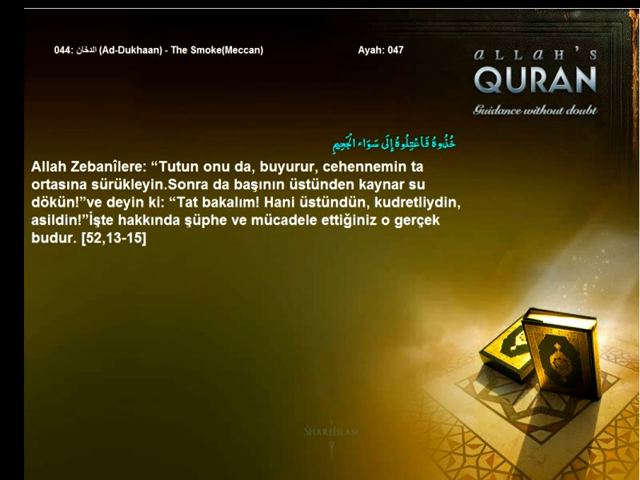 044: الدخان (Ad-Dukhaan) - The Smoke(Meccan) Ayah: 047
ALLAH'S
QURAN
Guidance without doubt
خُذُوهُ فَاعْتِلُوهُ إِلَى سَوَاء الْجَحِيمِ
Allah Zebanîlere: “Tutun onu da, buyurur, cehennemin ta
ortasına sürükleyin.Sonra da başının üstünden kaynar su
dökün!”ve deyin ki: “Tat bakalım! Hani üstündün, kudretliydin,
asildin!”İşte hakkında şüphe ve mücadele ettiğiniz o gerçek
budur. [52,13-15]
SHAREISLAM